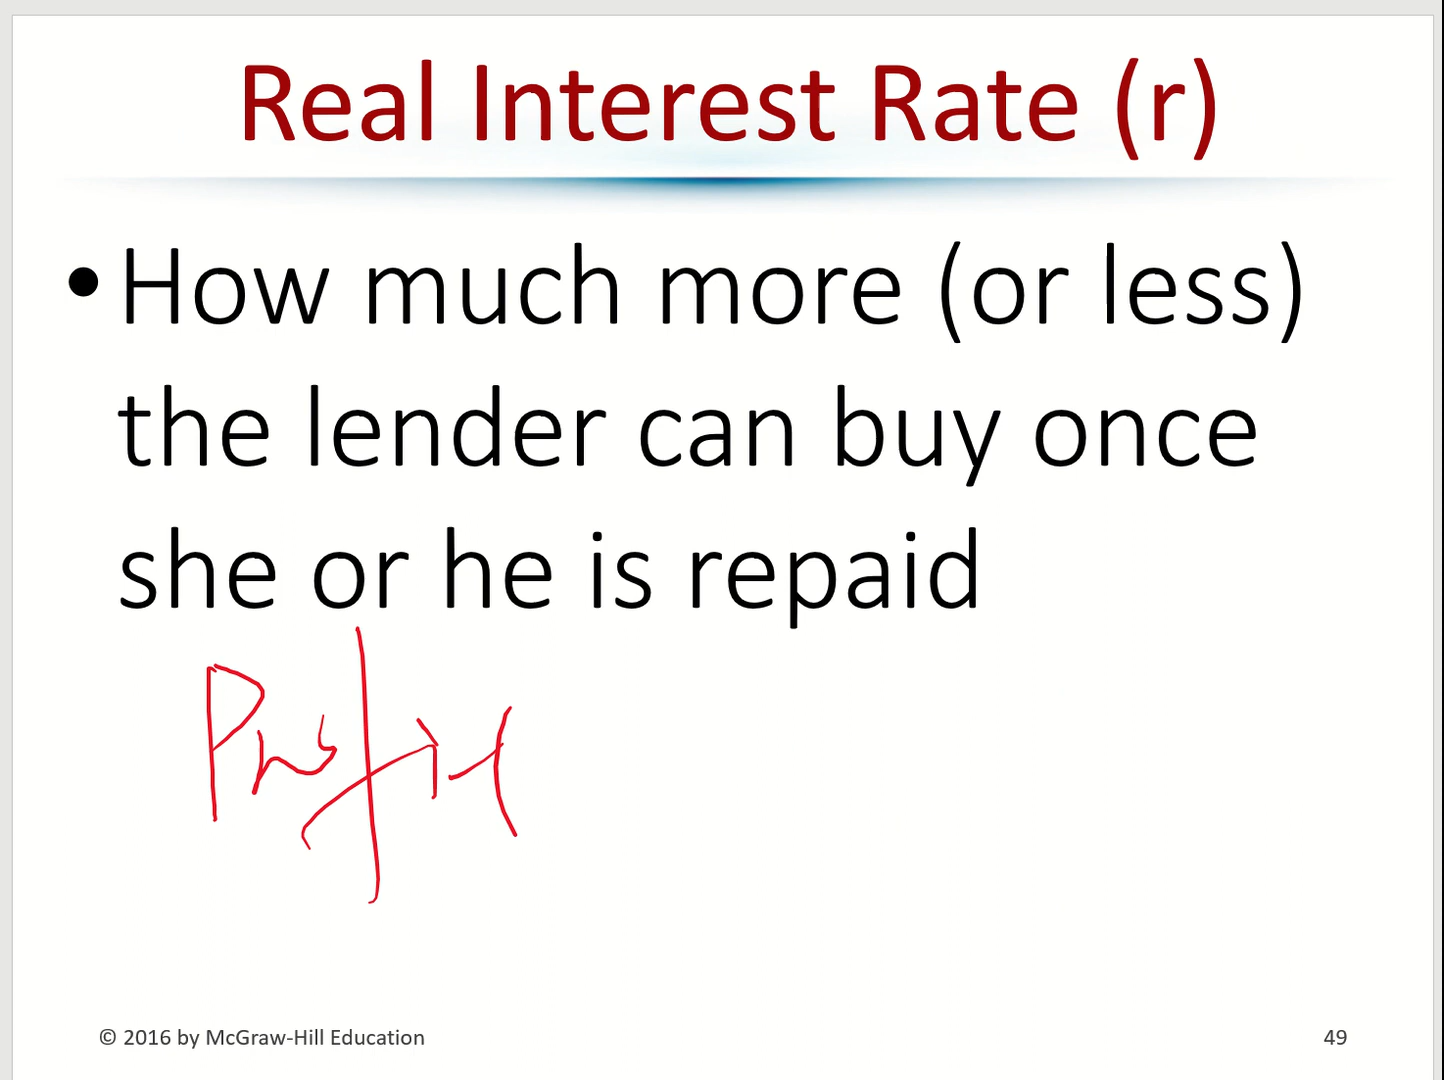 Real Interest Rate (r)
• How much more (or less)
the lender can buy once
she or he is repaid
Profit
© 2016 by McGraw-Hill Education
49